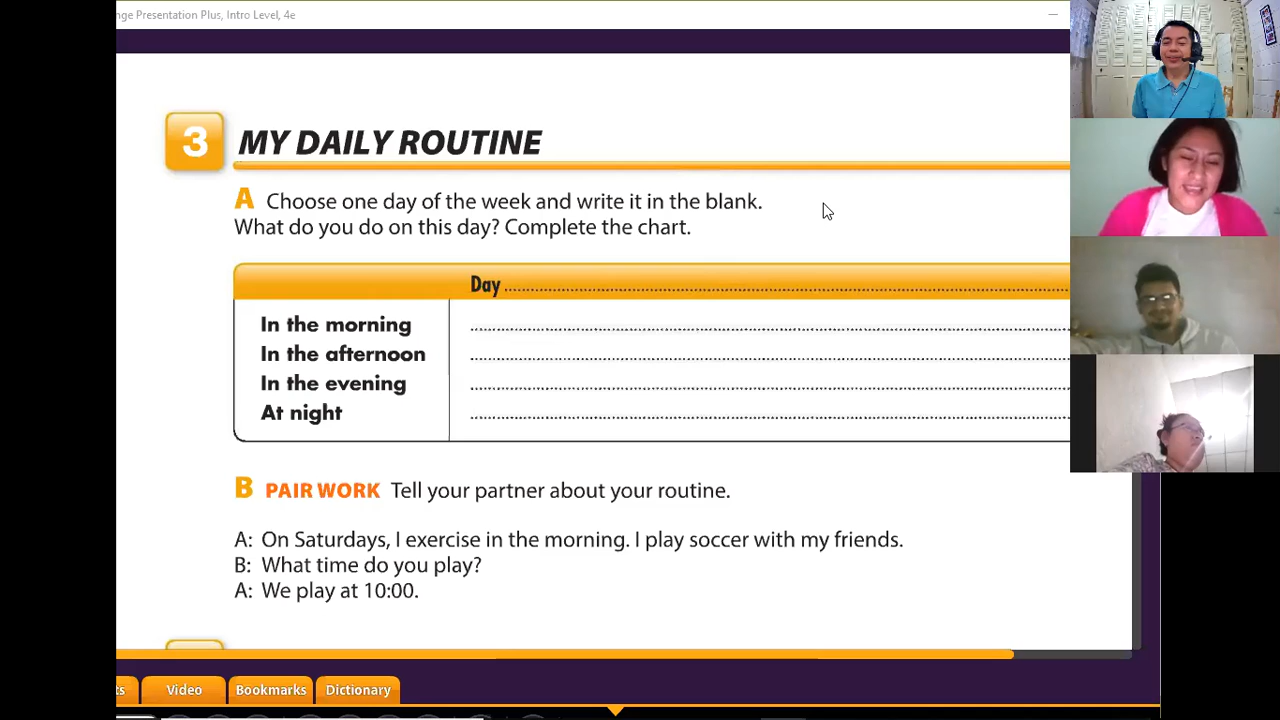 nge Presentation Plus, Intro Level, 4e
3 MY DAILY ROUTINE
A Choose one day of the week and write it in the blank.
What do you do on this day? Complete the chart.
Day
In the morning
In the afternoon
In the evening
At night
B PAIR WORK Tell your partner about your routine.
A: On Saturdays, I exercise in the morning. I play soccer with my friends.
B: What time do you play?
A: We play at 10:00.
ts Video Bookmarks Dictionary